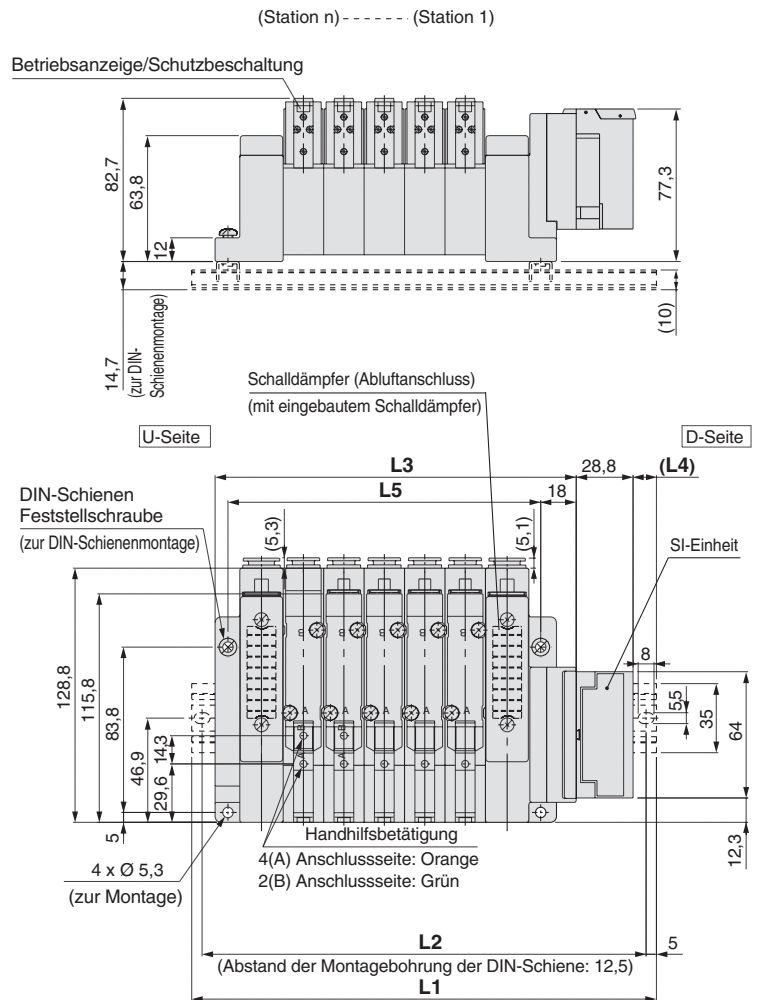 (Station n) ------ (Station 1)
Betriebsanzeige/Schutzbeschaltung
82,7
63,8
12
77,3
14,7
(zur DIN-
Schienenmontage)
(10)
Schalldämpfer (Abluftanschluss)
(mit eingebautem Schalldämpfer)
U-Seite
D-Seite
L3
28,8
(L4)
L5
18
DIN-Schienen
Feststellschraube
(zur DIN-Schienenmontage)
(5,3)
(5,1)
SI-Einheit
128,8
115,8
83,8
46,9
14,3
29,6
5
B B B B B
A A A A A
B B
A A
8
5,5
35
64
12,3
Handhilfsbetätigung
4(A) Anschlussseite: Orange
2(B) Anschlussseite: Grün
4 x Ø 5,3
(zur Montage)
L2
5
(Abstand der Montagebohrung der DIN-Schiene: 12,5)
L1